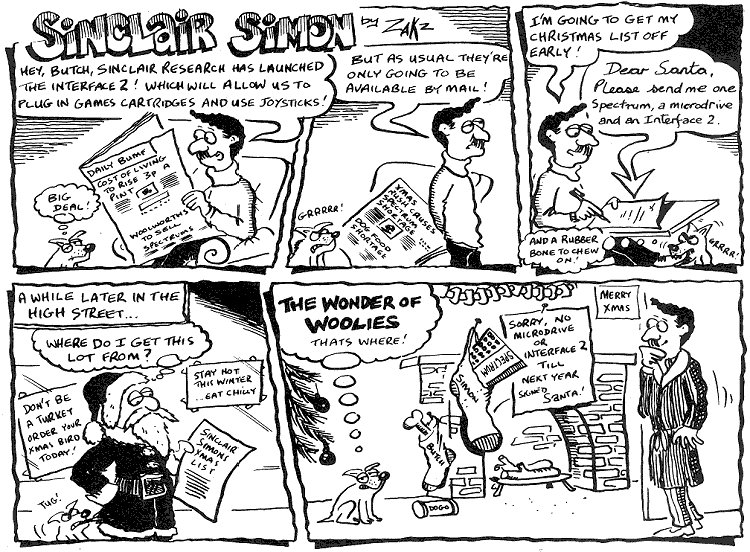 SINCLAIR SIMON
by ZAKZ
HEY, BUTCH, SINCLAIR RESEARCH HAS LAUNCHED
THE INTERFACE 2! WHICH WILL ALLOW US TO
PLUG IN GAMES CARTRIDGES AND USE JOYSTICKS!
BIG
DEAL!
DAILY BUMF
COST OF LIVING
TO RISE 3P A
PINT
WOOLWORTHS
TO SELL
SPECTRUMS
BUT AS USUAL THEY'RE
ONLY GOING TO BE
AVAILABLE BY MAIL!
GRRRRR!
XMAS
RUSH CAUSES
SPECTRUM
SHORTAGE
DOG FOOD
SHORTAGE
I'M GOING TO GET MY
CHRISTMAS LIST OFF
EARLY!
Dear Santa,
Please send me one
Spectrum, a microdrive
and an Interface 2.
AND A RUBBER
BONE TO CHEW
ON!
GRRRR!
A WHILE LATER IN THE
HIGH STREET...
WHERE DO I GET THIS
LOT FROM?
DON'T BE
A TURKEY
ORDER YOUR
XMAS BIRD
TODAY!
STAY HOT
THIS WINTER
...EAT CHILLY
SINCLAIR
SIMONS
XMAS
LIST
TUG!
THE WONDER OF
WOOLIES
THATS WHERE!
SIMON
SPECTRUM
SORRY, NO
MICRODRIVE
OR
INTERFACE 2
TILL
NEXT YEAR
SIGNED
SANTA!
MERRY
XMAS
BUTCH
DOGO